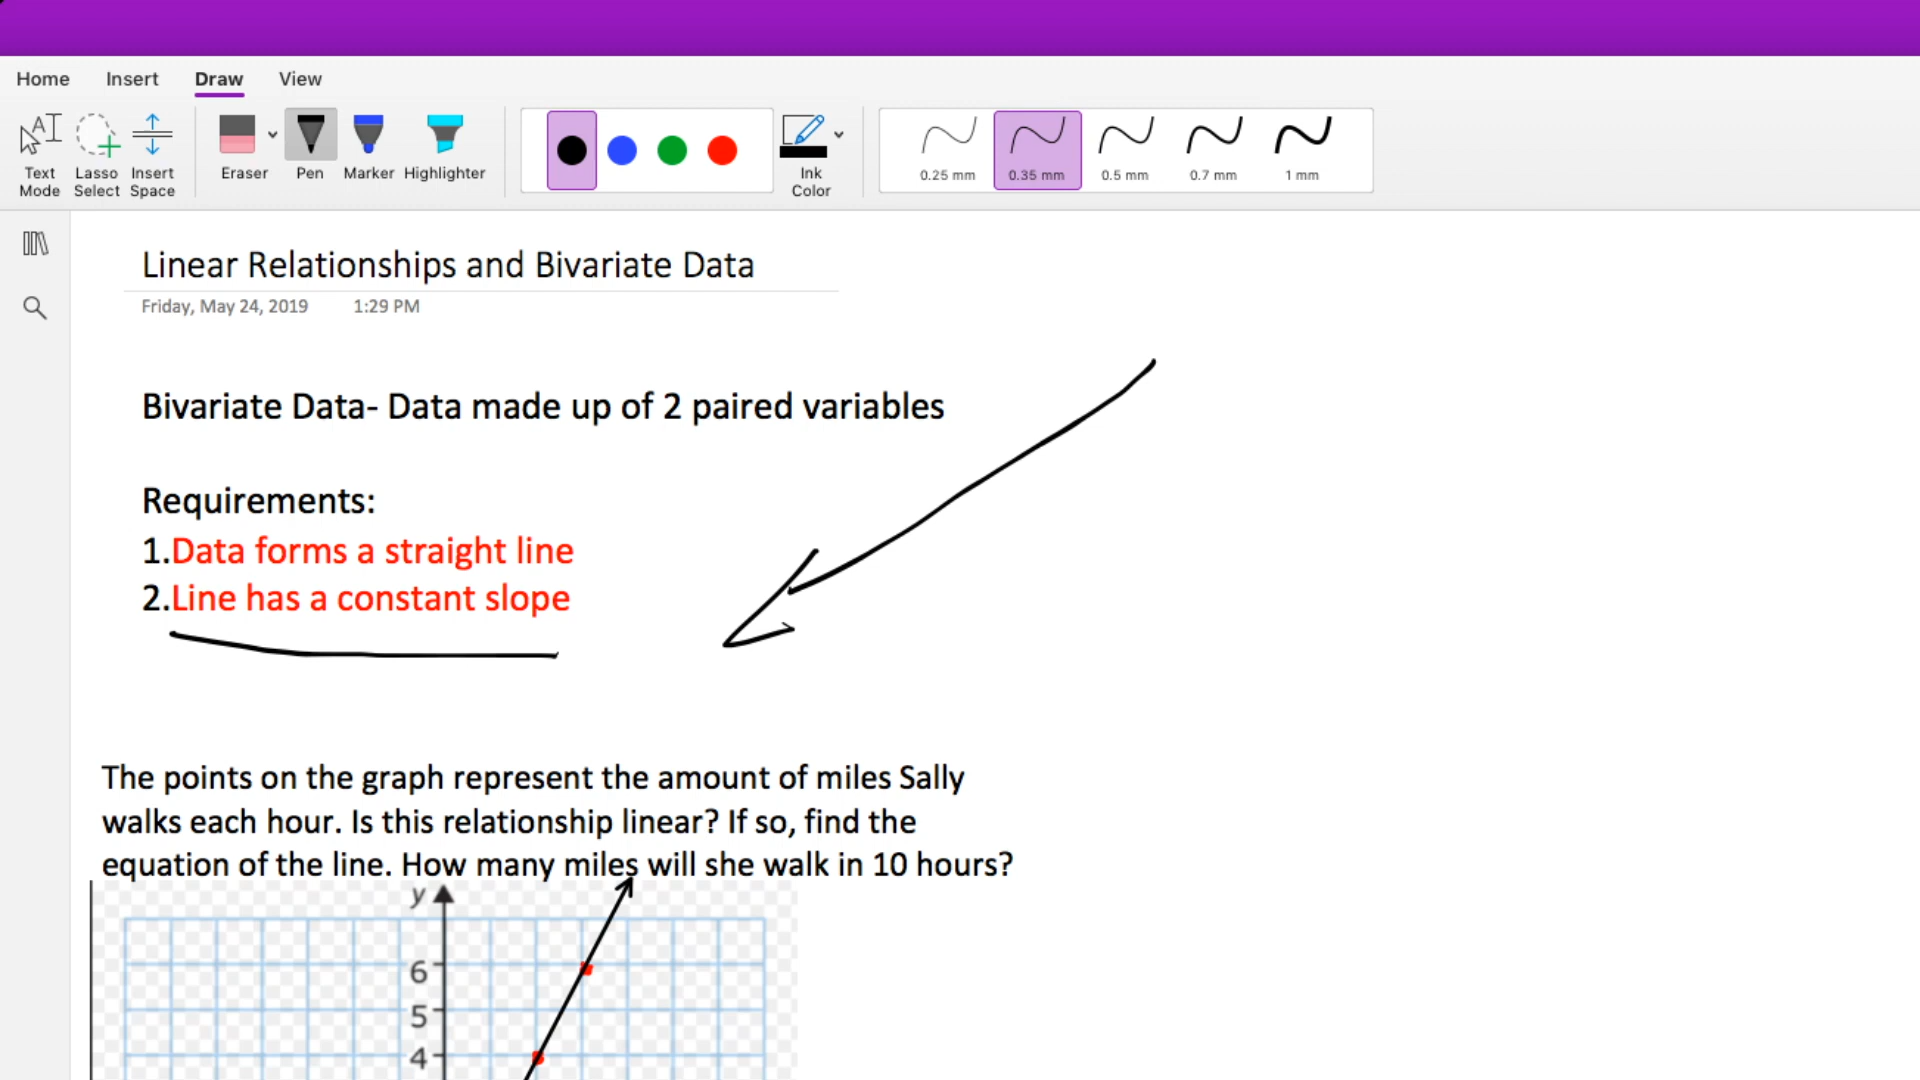 Home Insert Draw View
Text Mode
Lasso Select
Insert Space
Eraser
Pen
Marker
Highlighter
Ink Color
0.25 mm
0.35 mm
0.5 mm
0.7 mm
1 mm
Linear Relationships and Bivariate Data
Friday, May 24, 2019 1:29 PM
Bivariate Data- Data made up of 2 paired variables
Requirements:
1.Data forms a straight line
2.Line has a constant slope
The points on the graph represent the amount of miles Sally
walks each hour. Is this relationship linear? If so, find the
equation of the line. How many miles will she walk in 10 hours?
y
6
5
4